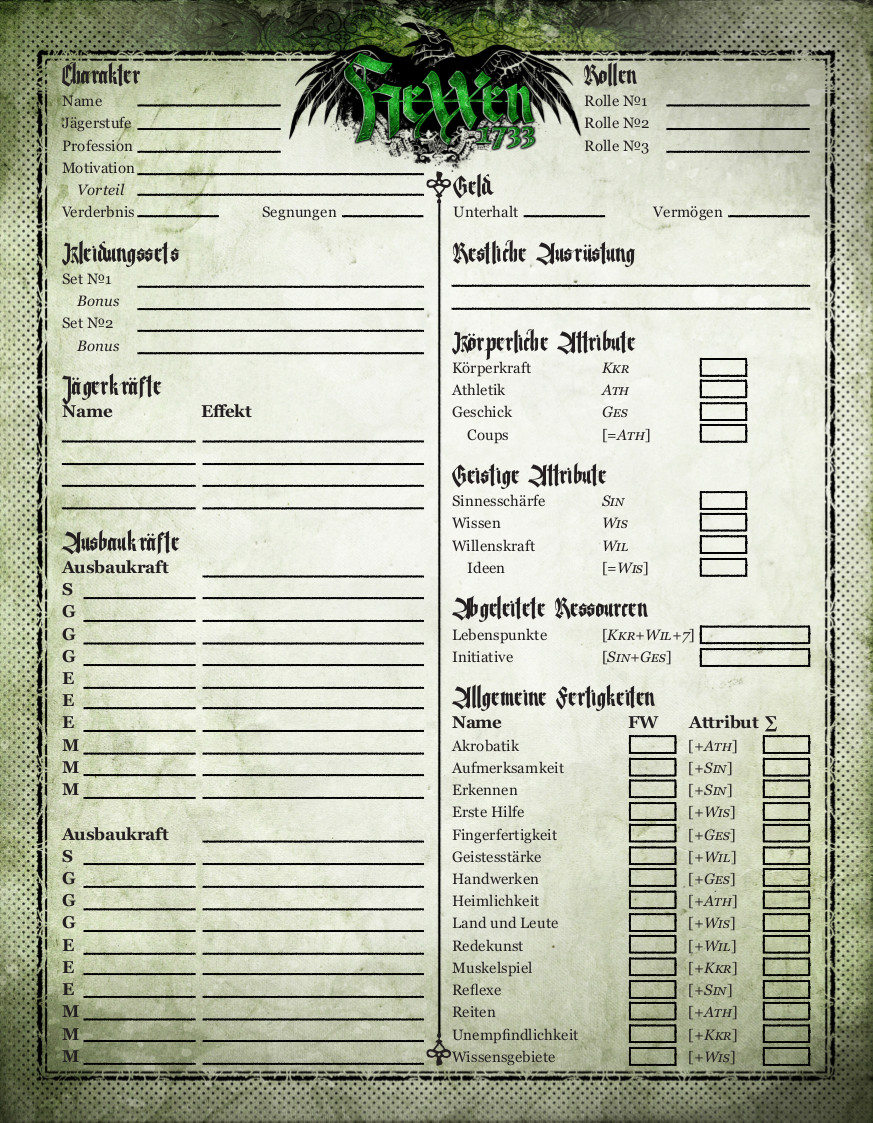 HeXXen
1733
Charakter
Name
Jägerstufe
Profession
Motivation
Vorteil
Verderbnis Segnungen
Kleidungssets
Set №1
Bonus
Set №2
Bonus
Jägerkräfte
Name Effekt
Ausbaukräfte
Ausbaukraft
S
G
G
G
E
E
E
M
M
M
Ausbaukraft
S
G
G
G
E
E
E
M
M
M
Rollen
Rolle №1
Rolle №2
Rolle №3
Geld
Unterhalt Vermögen
Restliche Ausrüstung
Körperliche Attribute
Körperkraft KKR
Athletik ATH
Geschick GES
Coups [=ATH]
Geistige Attribute
Sinnesschärfe SIN
Wissen WIS
Willenskraft WIL
Ideen [=WIS]
Abgeleitete Ressourcen
Lebenspunkte [KKR+WIL+7]
Initiative [SIN+GES]
Allgemeine Fertigkeiten
Name FW Attribut ∑
Akrobatik [+ATH]
Aufmerksamkeit [+SIN]
Erkennen [+SIN]
Erste Hilfe [+WIS]
Fingerfertigkeit [+GES]
Geistesstärke [+WIL]
Handwerken [+GES]
Heimlichkeit [+ATH]
Land und Leute [+WIS]
Redekunst [+WIL]
Muskelspiel [+KKR]
Reflexe [+SIN]
Reiten [+ATH]
Unempfindlichkeit [+KKR]
Wissensgebiete [+WIS]